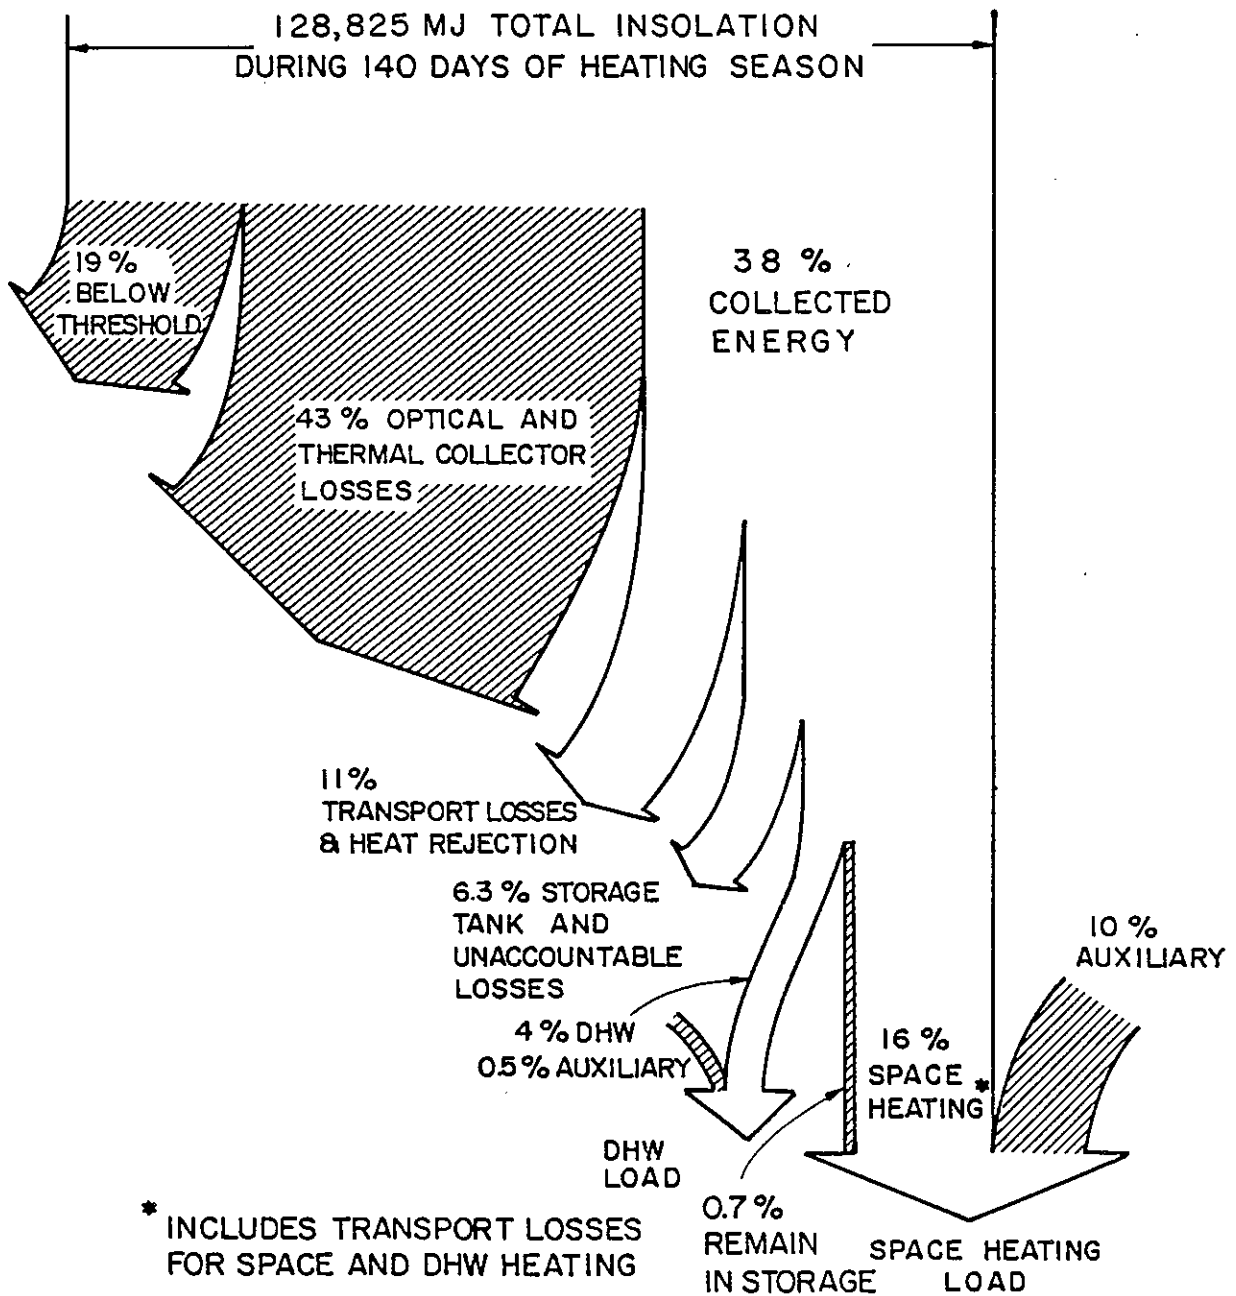 128,825 MJ TOTAL INSOLATION
DURING 140 DAYS OF HEATING SEASON
19 %
BELOW
THRESHOLD
38 %
COLLECTED
ENERGY
43 % OPTICAL AND
THERMAL COLLECTOR
LOSSES
11%
TRANSPORT LOSSES
& HEAT REJECTION
6.3 % STORAGE
TANK AND
UNACCOUNTABLE
LOSSES
10 %
AUXILIARY
4 % DHW
0.5% AUXILIARY
16 %
SPACE
HEATING *
DHW
LOAD
0.7 %
REMAIN
IN STORAGE
SPACE HEATING
LOAD
* INCLUDES TRANSPORT LOSSES
FOR SPACE AND DHW HEATING